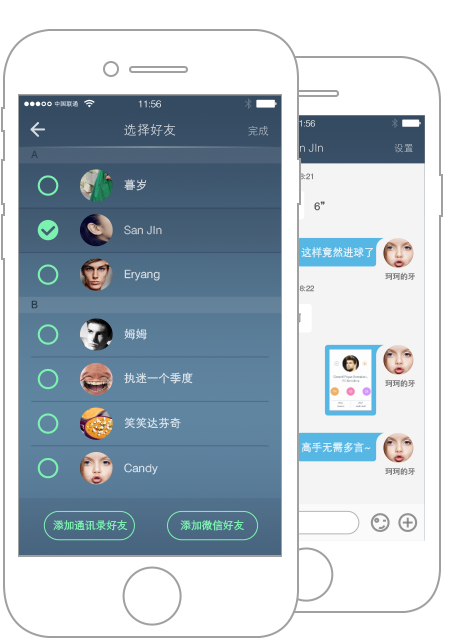 中国联通
11:56
选择好友
完成
A
暮岁
San JIn
Eryang
B
姆姆
执迷一个季度
笑笑达芬奇
Candy
添加通讯录好友
添加微信好友
1:56
n JIn
设置
8:21
6"
这样竟然进球了
珂珂的牙
8:22
珂珂的牙
高手无需多言~
珂珂的牙